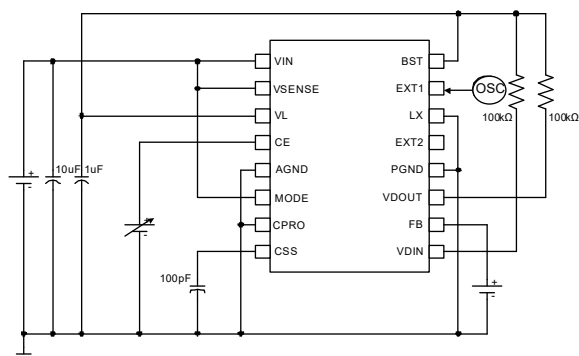 VIN
VSENSE
VL
CE
AGND
MODE
CPRO
CSS
BST
EXT1
LX
EXT2
PGND
VDOUT
FB
VDIN
OSC
100kΩ
100kΩ
+
-
10uF
1uF
+
-
100pF
+
-